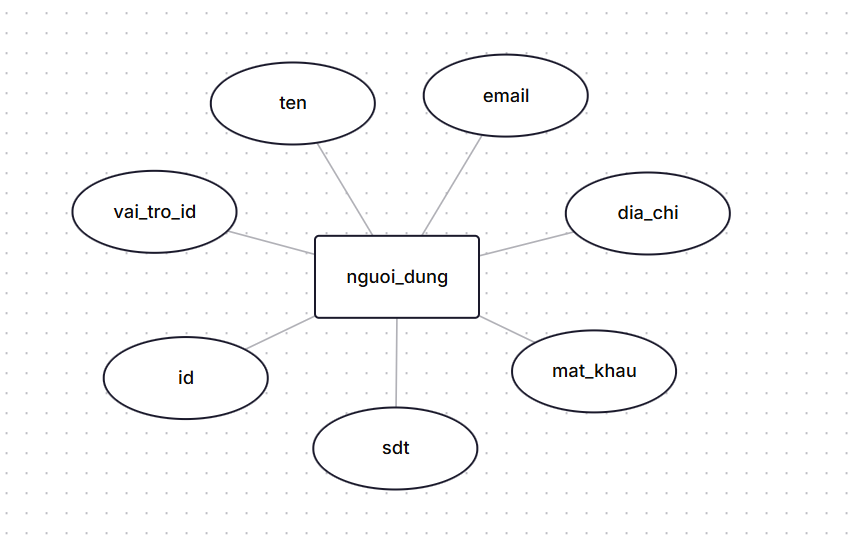 ten
email
vai_tro_id
dia_chi
nguoi_dung
id
mat_khau
sdt